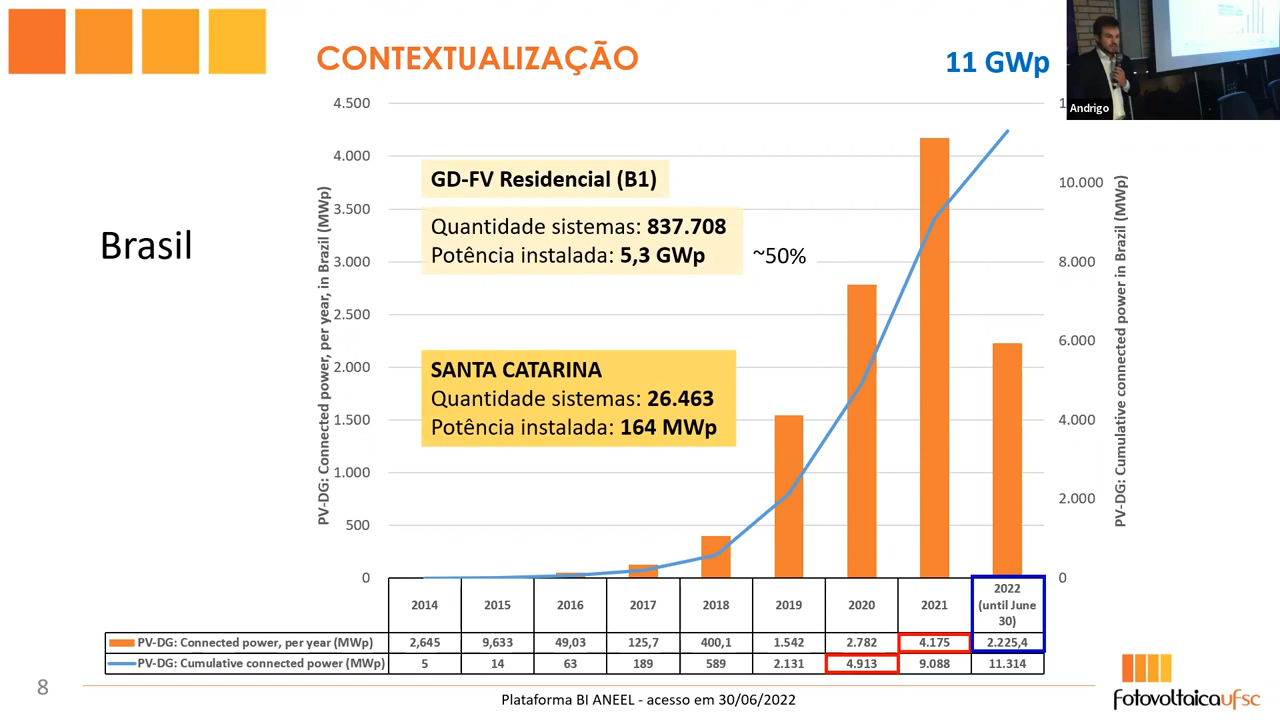 CONTEXTUALIZAÇÃO
11 GWp
Andrigo
Brasil
PV-DG: Connected power, per year, in Brazil (MWp)
4.500
4.000
3.500
3.000
2.500
2.000
1.500
1.000
500
0
GD-FV Residencial (B1)
Quantidade sistemas: 837.708
Potência instalada: 5,3 GWp
~50%
SANTA CATARINA
Quantidade sistemas: 26.463
Potência instalada: 164 MWp
10.000
8.000
6.000
4.000
2.000
0
PV-DG: Cumulative connected power in Brazil (MWp)
2014 2015 2016 2017 2018 2019 2020 2021 2022
(until June
30)
PV-DG: Connected power, per year (MWp) 2,645 9,633 49,03 125,7 400,1 1.542 2.782 4.175 2.225,4
PV-DG: Cumulative connected power (MWp) 5 14 63 189 589 2.131 4.913 9.088 11.314
8
Plataforma BI ANEEL - acesso em 30/06/2022
fotovoltaicaufsc